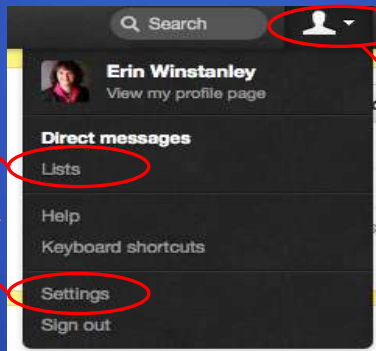 Search
Erin Winstanley
View my profile page
Direct messages
Lists
Help
Keyboard shortcuts
Settings
Sign out